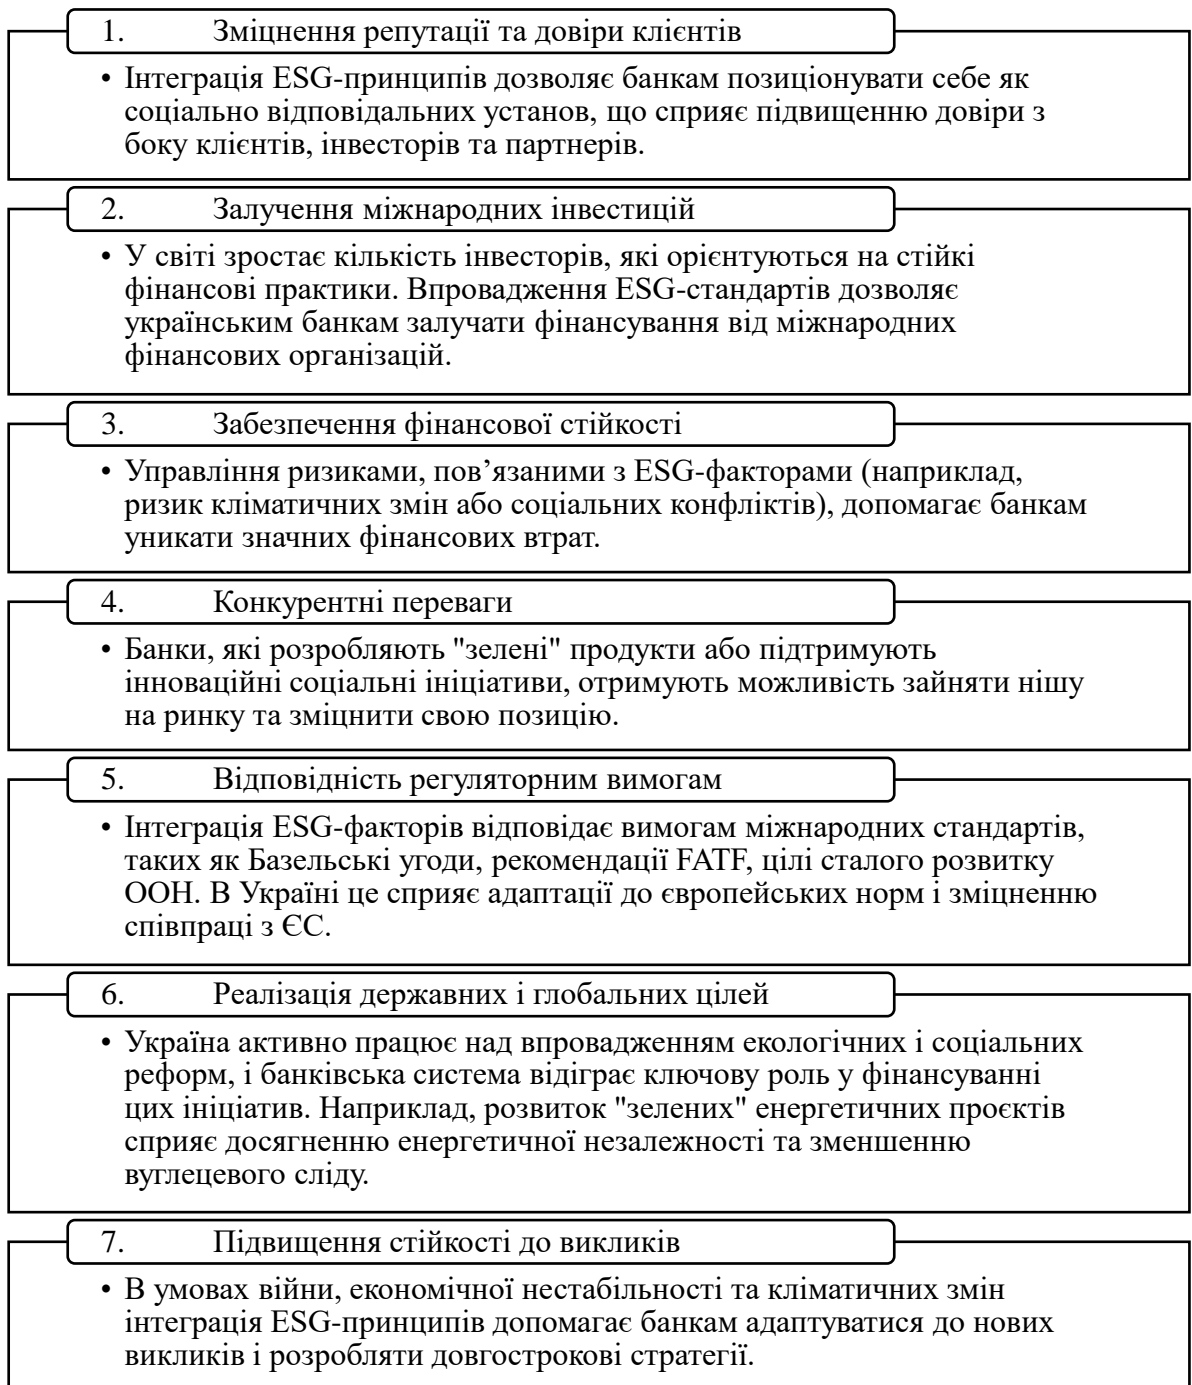 1. Зміцнення репутації та довіри клієнтів
• Інтеграція ESG-принципів дозволяє банкам позиціонувати себе як
соціально відповідальних установ, що сприяє підвищенню довіри з
боку клієнтів, інвесторів та партнерів.
2. Залучення міжнародних інвестицій
• У світі зростає кількість інвесторів, які орієнтуються на стійкі
фінансові практики. Впровадження ESG-стандартів дозволяє
українським банкам залучати фінансування від міжнародних
фінансових організацій.
3. Забезпечення фінансової стійкості
• Управління ризиками, пов’язаними з ESG-факторами (наприклад,
ризик кліматичних змін або соціальних конфліктів), допомагає банкам
уникати значних фінансових втрат.
4. Конкурентні переваги
• Банки, які розробляють "зелені" продукти або підтримують
інноваційні соціальні ініціативи, отримують можливість зайняти нішу
на ринку та зміцнити свою позицію.
5. Відповідність регуляторним вимогам
• Інтеграція ESG-факторів відповідає вимогам міжнародних стандартів,
таких як Базельські угоди, рекомендації FATF, цілі сталого розвитку
ООН. В Україні це сприяє адаптації до європейських норм і зміцненню
співпраці з ЄС.
6. Реалізація державних і глобальних цілей
• Україна активно працює над впровадженням екологічних і соціальних
реформ, і банківська система відіграє ключову роль у фінансуванні
цих ініціатив. Наприклад, розвиток "зелених" енергетичних проєктів
сприяє досягненню енергетичної незалежності та зменшенню
вуглецевого сліду.
7. Підвищення стійкості до викликів
• В умовах війни, економічної нестабільності та кліматичних змін
інтеграція ESG-принципів допомагає банкам адаптуватися до нових
викликів і розробляти довгострокові стратегії.